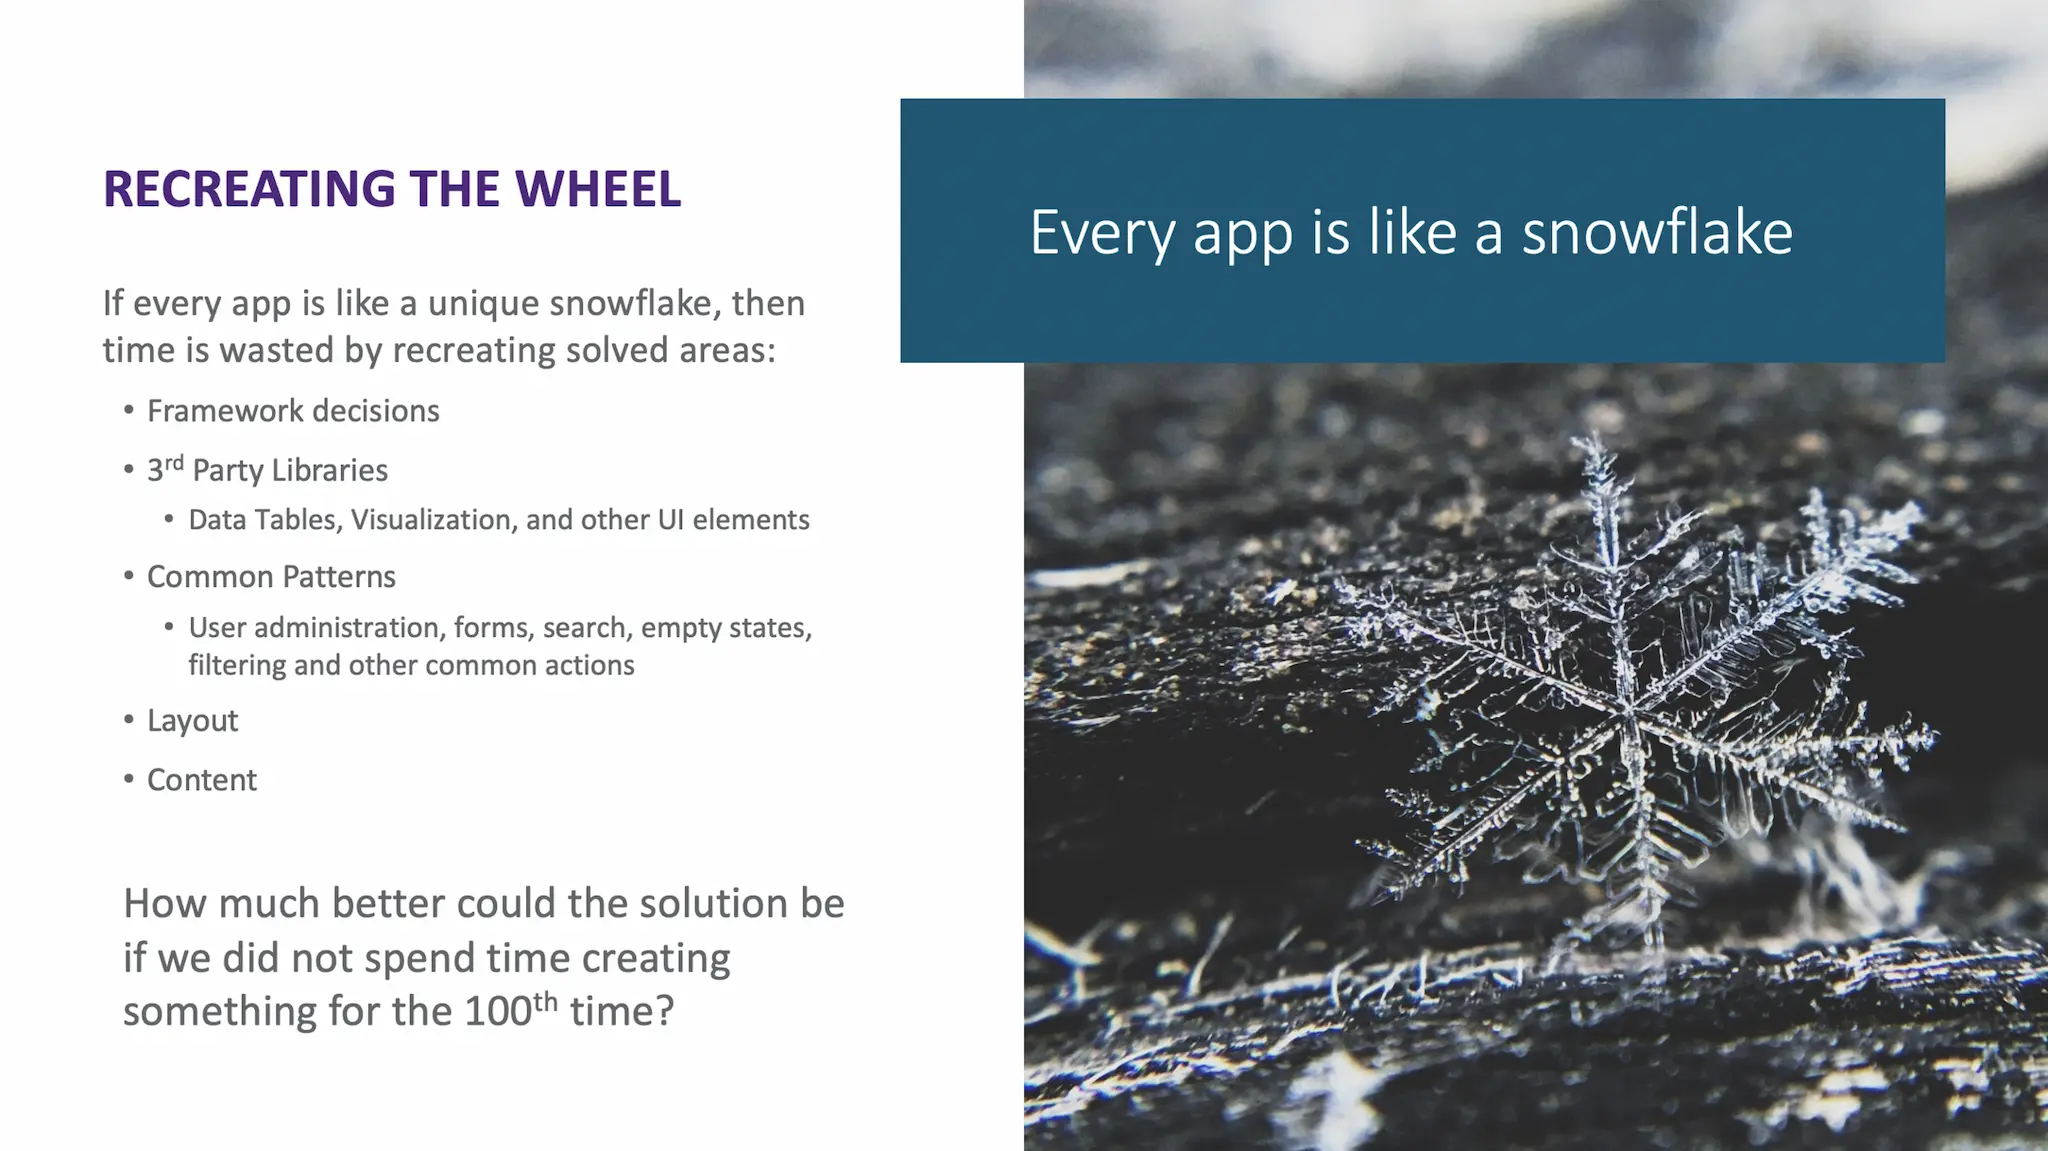 RECREATING THE WHEEL
If every app is like a unique snowflake, then
time is wasted by recreating solved areas:
• Framework decisions
• 3rd Party Libraries
• Data Tables, Visualization, and other UI elements
• Common Patterns
• User administration, forms, search, empty states,
filtering and other common actions
• Layout
• Content
How much better could the solution be
if we did not spend time creating
something for the 100th time?
Every app is like a snowflake